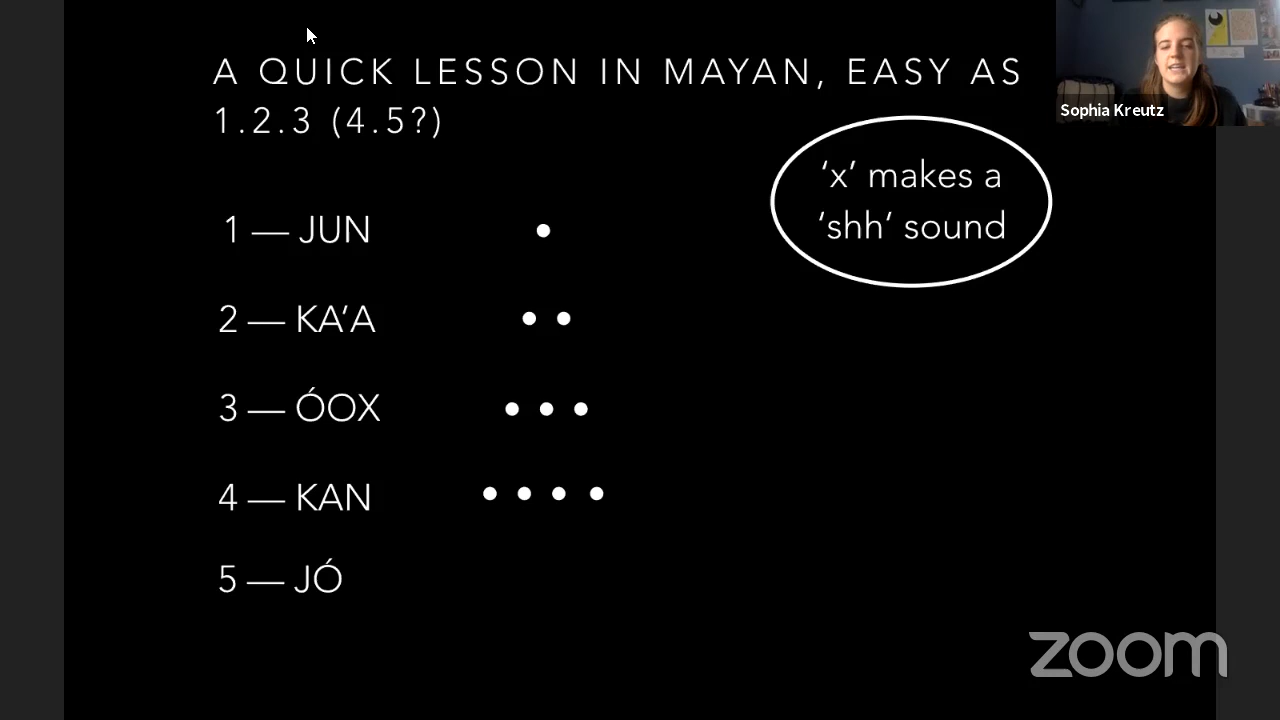 A QUICK LESSON IN MAYAN, EASY AS
1.2.3 (4.5?)
‘x’ makes a
‘shh‘ sound
1 — JUN
2 — KA’A
3 — ÓOX
4 — KAN
5 — JÓ
Sophia Kreutz
zoom